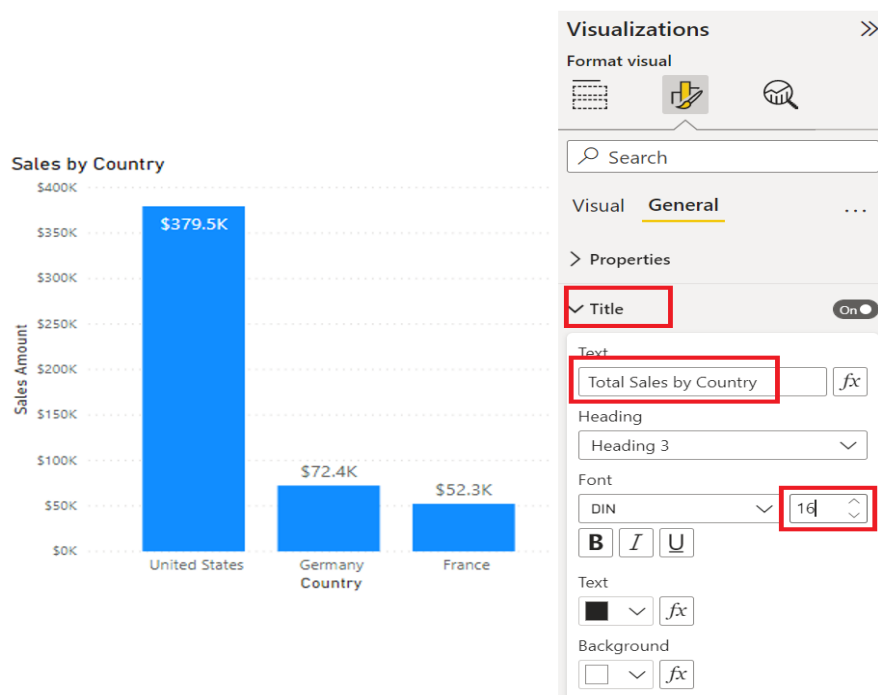 Sales by Country
$400K
$350K
$300K
$250K
$200K
$150K
$100K
$50K
$0K
Sales Amount
$379.5K
$72.4K
$52.3K
United States
Germany
France
Country
Visualizations
Format visual
Search
Visual General ...
Properties
Title
On
Text
Total Sales by Country
fx
Heading
Heading 3
Font
DIN
16
B I U
Text
fx
Background
fx